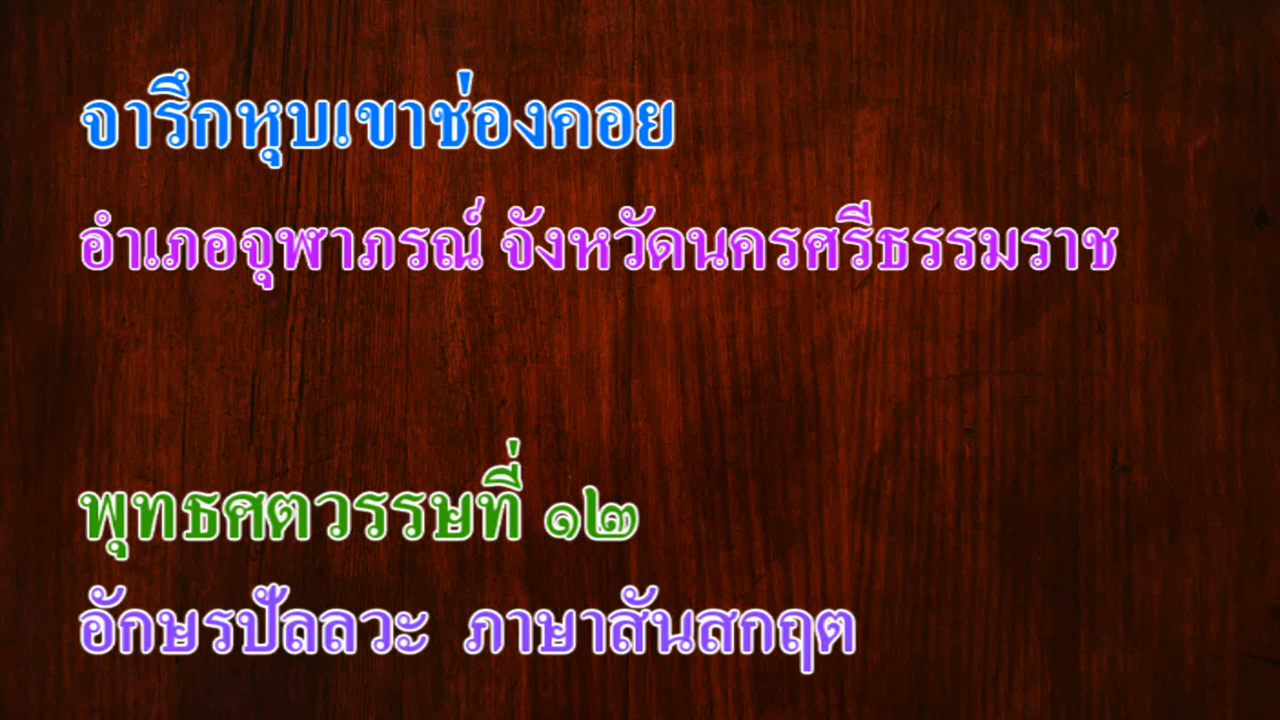 จารึกหุบเขาช่องคอย
อำเภอจุฬาภรณ์ จังหวัดนครศรีธรรมราช
พุทธศตวรรษที่ ๑๒
อักษรปัลลวะ ภาษาสันสกฤต